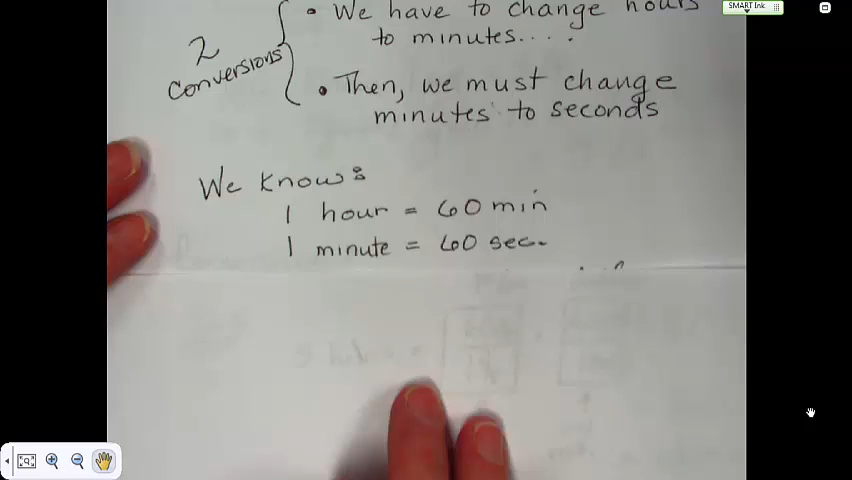 • We have to change hours
to minutes....
2
conversions
• Then, we must change
minutes to seconds
We know:
1 hour = 60 min
1 minute = 60 sec.
SMART Ink